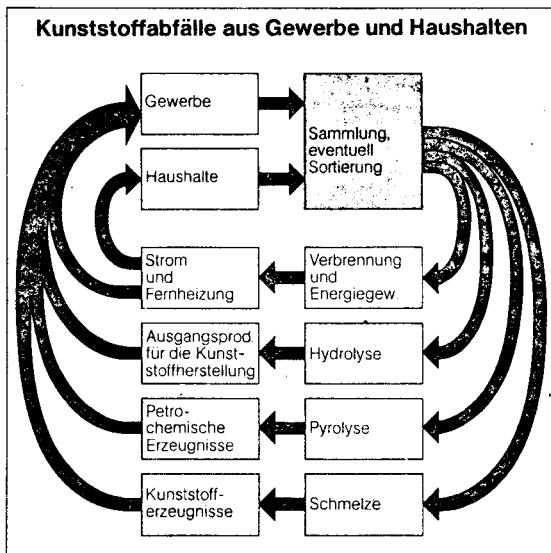 Kunststoffabfälle aus Gewerbe und Haushalten
Gewerbe
Haushalte
Sammlung,
eventuell
Sortierung
Strom
und
Fernheizung
Verbrennung
und
Energiegew.
Ausgangsprod.
für die Kunst-
stoffherstellung
Hydrolyse
Petro-
chemische
Erzeugnisse
Pyrolyse
Kunststoff-
erzeugnisse
Schmelze